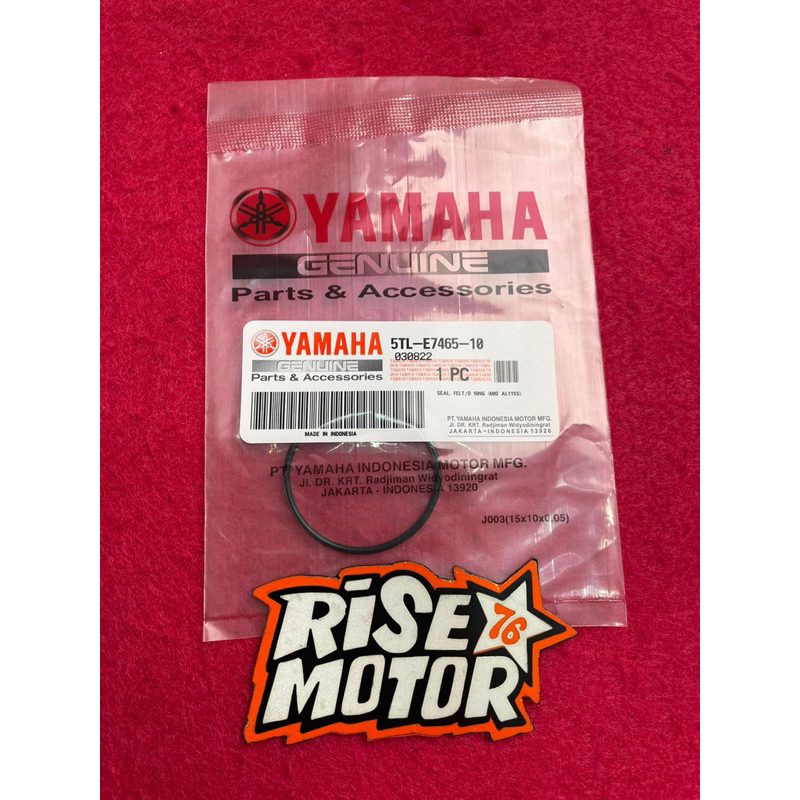 YAMAHA
GENUINE
Parts & Accessories
YAMAHA
GENUINE
Parts & Accessories
5TL-E7465-10
030822
1 PC
SEAL, FELT/O RING (MIO AL115S)
MADE IN INDONESIA
PT. YAMAHA INDONESIA MOTOR MFG.
Jl. DR. KRT. Radjiman Widyodiningrat
JAKARTA - INDONESIA 13920
PT. YAMAHA INDONESIA MOTOR MFG.
Jl. DR. KRT. Radjiman Widyodiningrat
JAKARTA - INDONESIA 13920
J003(15x10x0.05)
RiSE 76
MOTOR